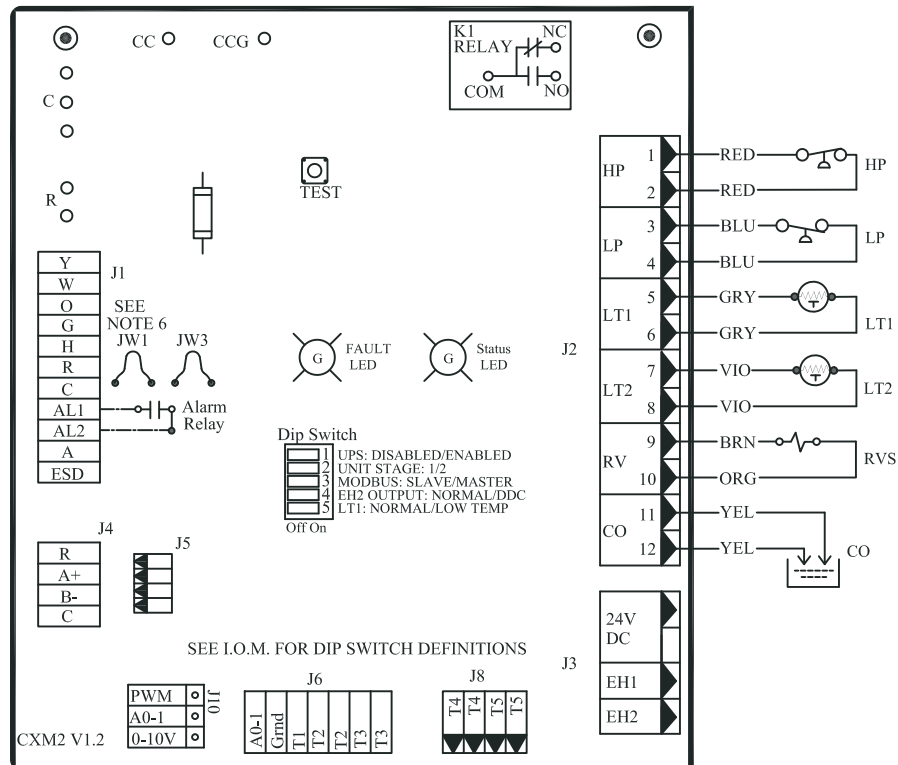 CC
CCG
K1
RELAY
NC
COM
NO
C
R
TEST
HP
1
RED
2
RED
HP
LP
3
BLU
4
BLU
LP
LT1
5
GRY
6
GRY
LT1
J2
LT2
7
VIO
8
VIO
LT2
RV
9
BRN
10
ORG
RVS
CO
11
YEL
12
YEL
CO
Y
W
O
G
H
R
C
AL1
AL2
A
ESD
J1
SEE
NOTE 6
JW1
JW3
Alarm
Relay
G
FAULT
LED
G
Status
LED
Dip Switch
1 UPS: DISABLED/ENABLED
2 UNIT STAGE: 1/2
3 MODBUS: SLAVE/MASTER
4 EH2 OUTPUT: NORMAL/DDC
5 LT1: NORMAL/LOW TEMP
Off On
J4
R
A+
B-
C
J5
SEE I.O.M. FOR DIP SWITCH DEFINITIONS
J3
24V
DC
EH1
EH2
PWM
A0-1
0-10V
J10
J6
A0-1
Grnd
T1
T2
T2
T3
T3
J8
T4
T4
T5
T5
CXM2 V1.2